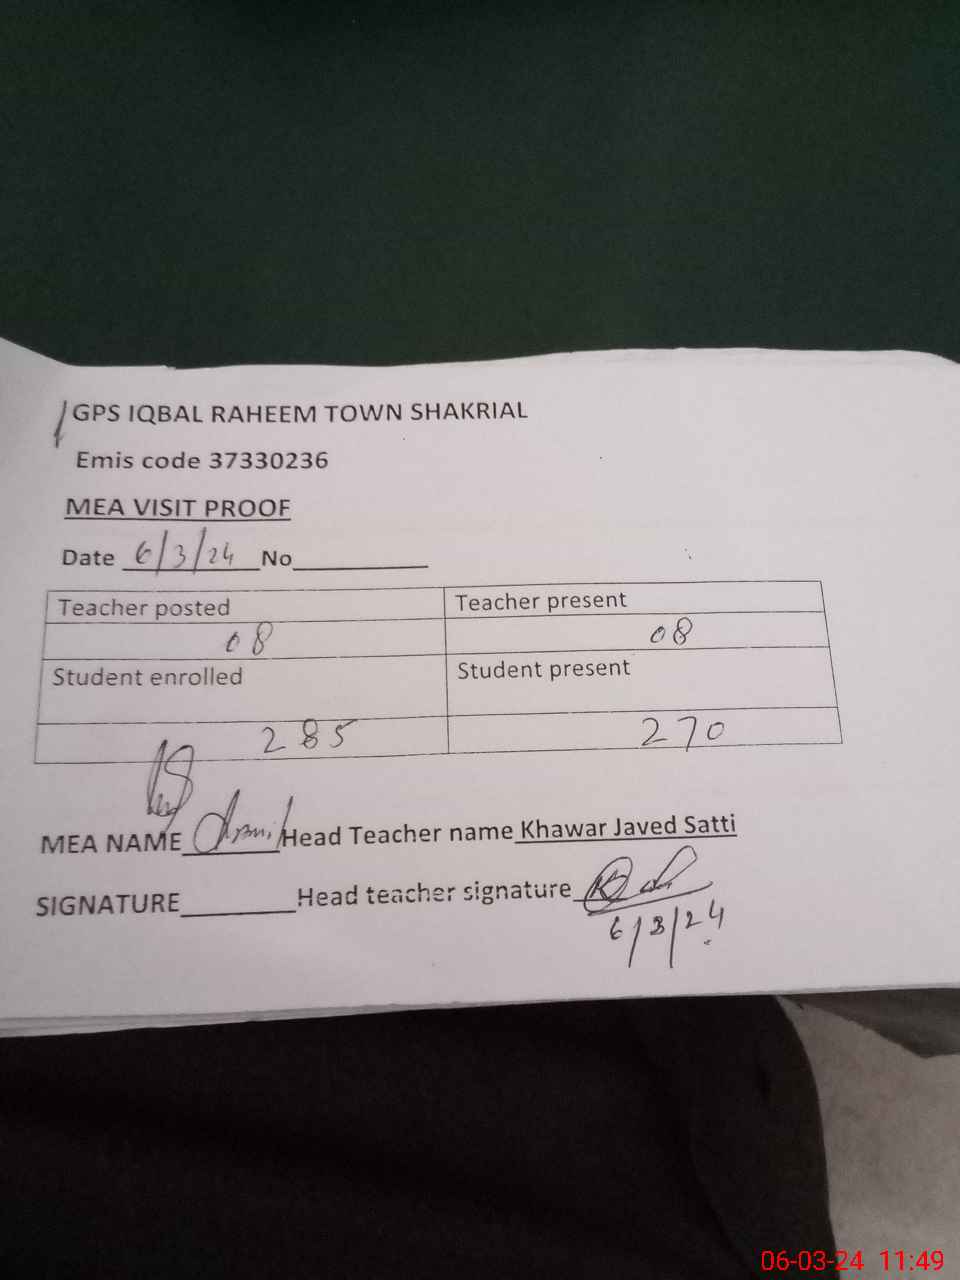 GPS IQBAL RAHEEM TOWN SHAKRIAL
Emis code 37330236
MEA VISIT PROOF
Date 6/3/24 No
Teacher posted Teacher present
08 08
Student enrolled Student present
285 270
MEA NAME Head Teacher name Khawar Javed Satti
SIGNATURE Head teacher signature
6/3/24
06-03-24 11:49